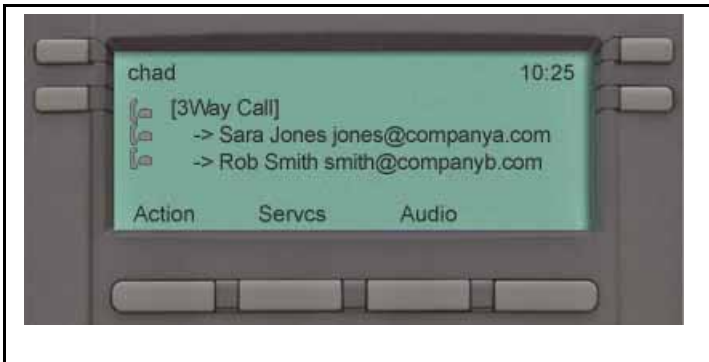 chad 10:25
[3Way Call]
-> Sara Jones jones@companya.com
-> Rob Smith smith@companyb.com
Action Servcs Audio